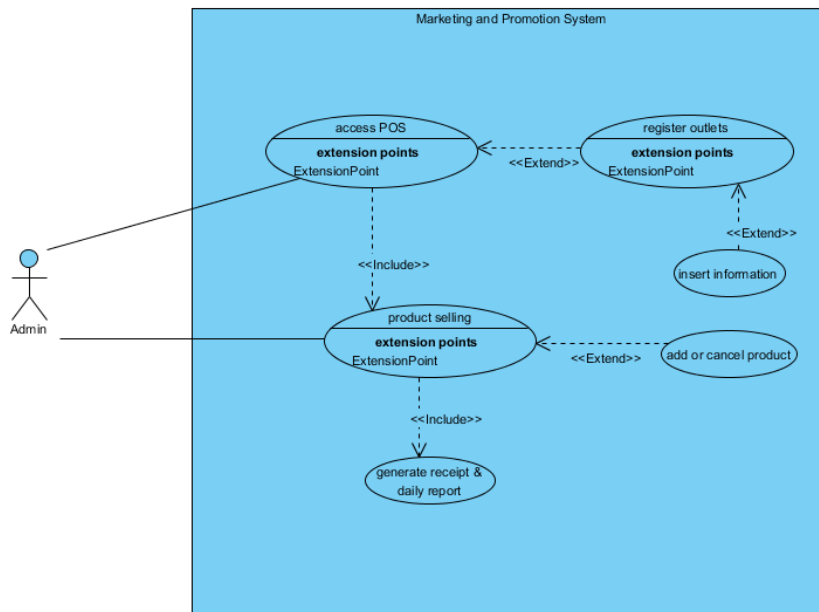 Marketing and Promotion System
access POS
extension points
ExtensionPoint
<<Extend>>
register outlets
extension points
ExtensionPoint
<<Extend>>
insert information
<<Include>>
Admin
product selling
extension points
ExtensionPoint
<<Extend>>
add or cancel product
<<Include>>
generate receipt &
daily report